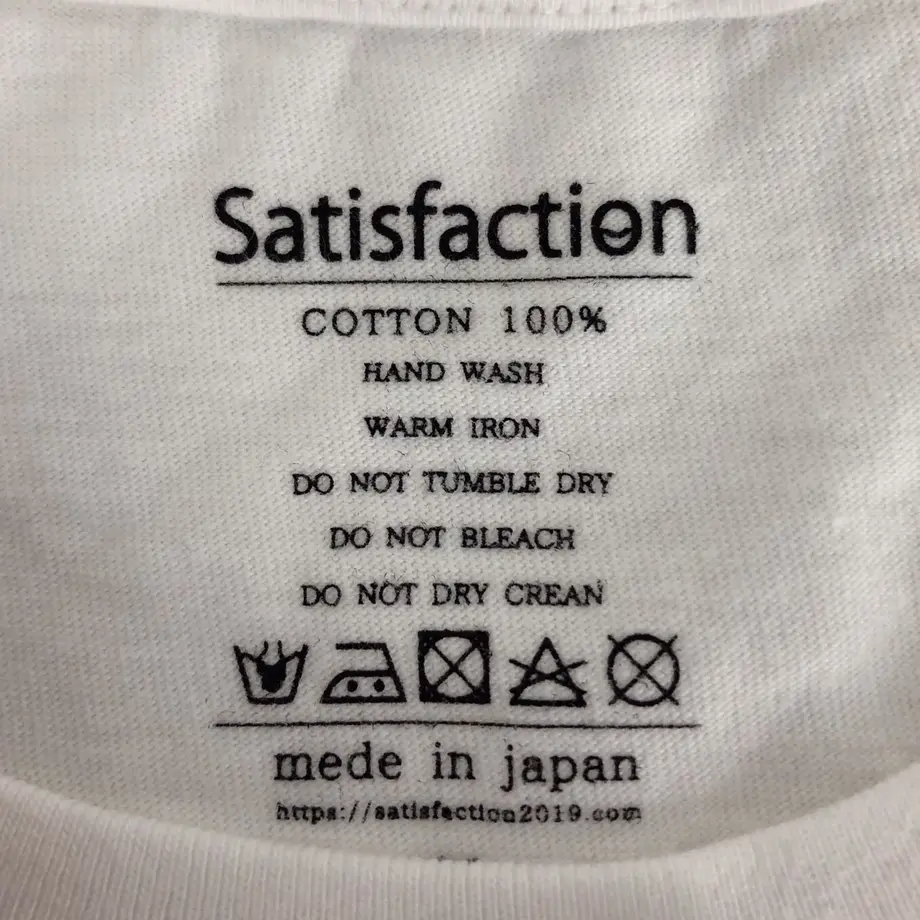 Satisfaction
COTTON 100%
HAND WASH
WARM IRON
DO NOT TUMBLE DRY
DO NOT BLEACH
DO NOT DRY CREAN
mede in japan
https://satisfaction2019.com